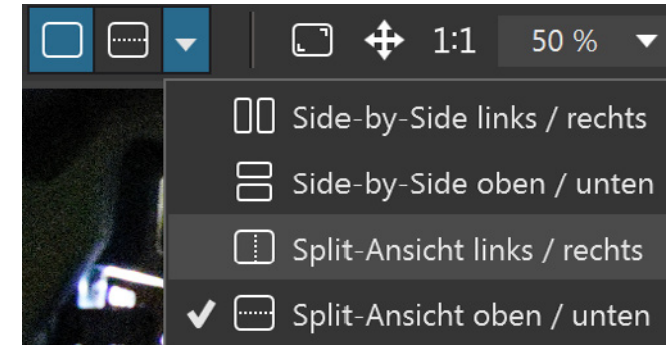 1:1 50 %
Side-by-Side links / rechts
Side-by-Side oben / unten
Split-Ansicht links / rechts
Split-Ansicht oben / unten